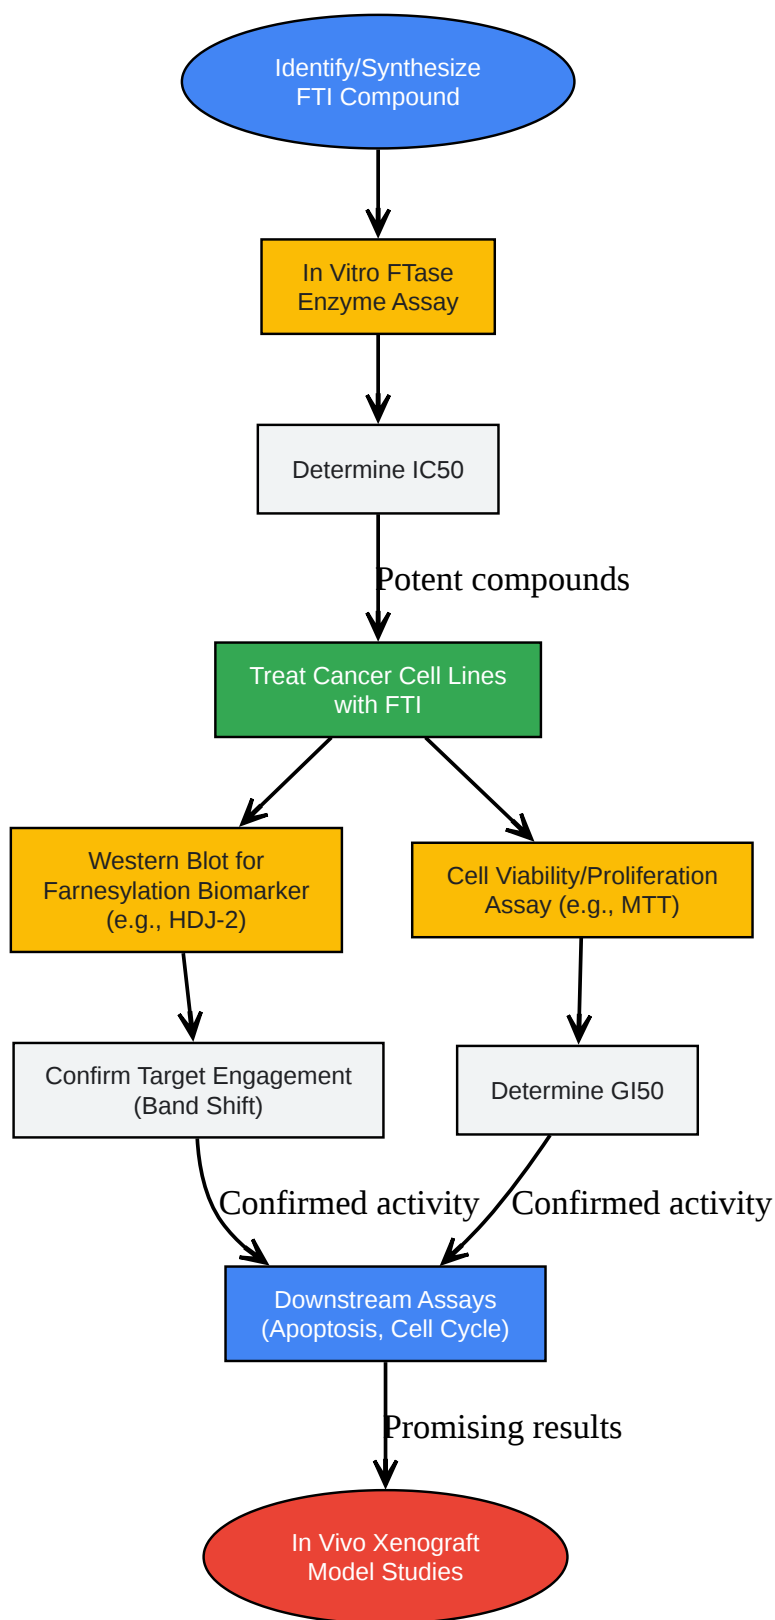 Identify/Synthesize
FTI Compound
In Vitro FTase
Enzyme Assay
Determine IC50
Potent compounds
Treat Cancer Cell Lines
with FTI
Western Blot for
Farnesylation Biomarker
(e.g., HDJ-2)
Cell Viability/Proliferation
Assay (e.g., MTT)
Confirm Target Engagement
(Band Shift)
Determine GI50
Confirmed activity
Confirmed activity
Downstream Assays
(Apoptosis, Cell Cycle)
Promising results
In Vivo Xenograft
Model Studies